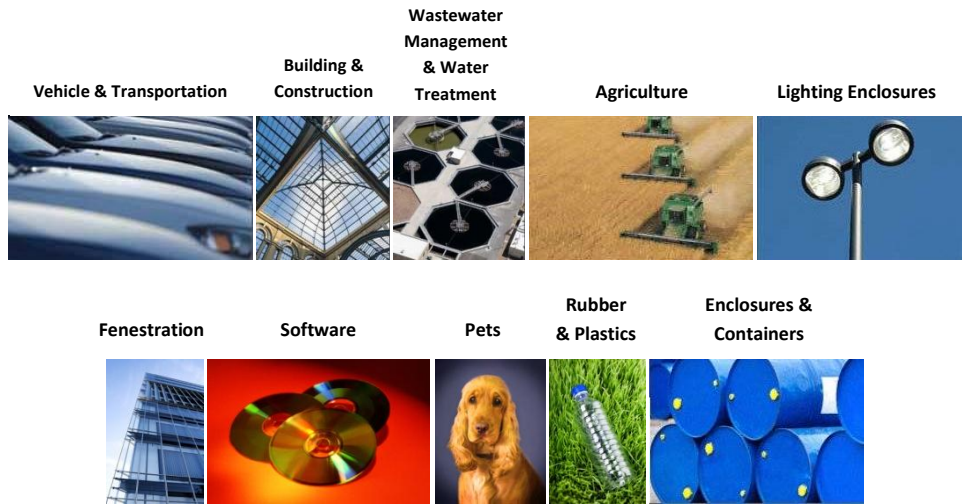 Vehicle & Transportation
Building &
Construction
Wastewater
Management
& Water
Treatment
Agriculture
Lighting Enclosures
Fenestration
Software
Pets
Rubber
& Plastics
Enclosures &
Containers